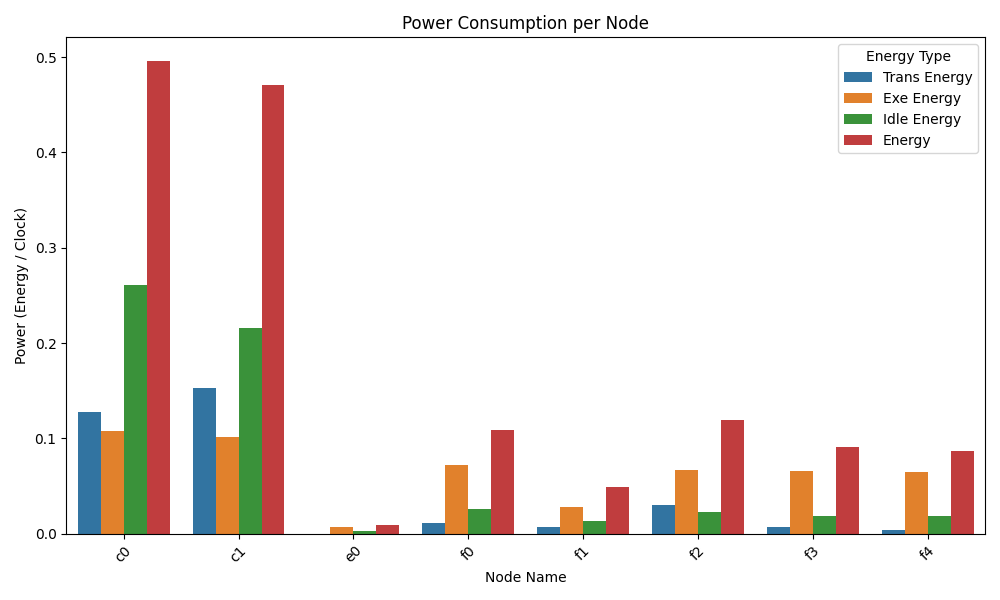 Power Consumption per Node
Energy Type
Trans Energy
Exe Energy
Idle Energy
Energy
Power (Energy / Clock)
0.5
0.4
0.3
0.2
0.1
0.0
c0 c1 e0 f0 f1 f2 f3 f4
Node Name